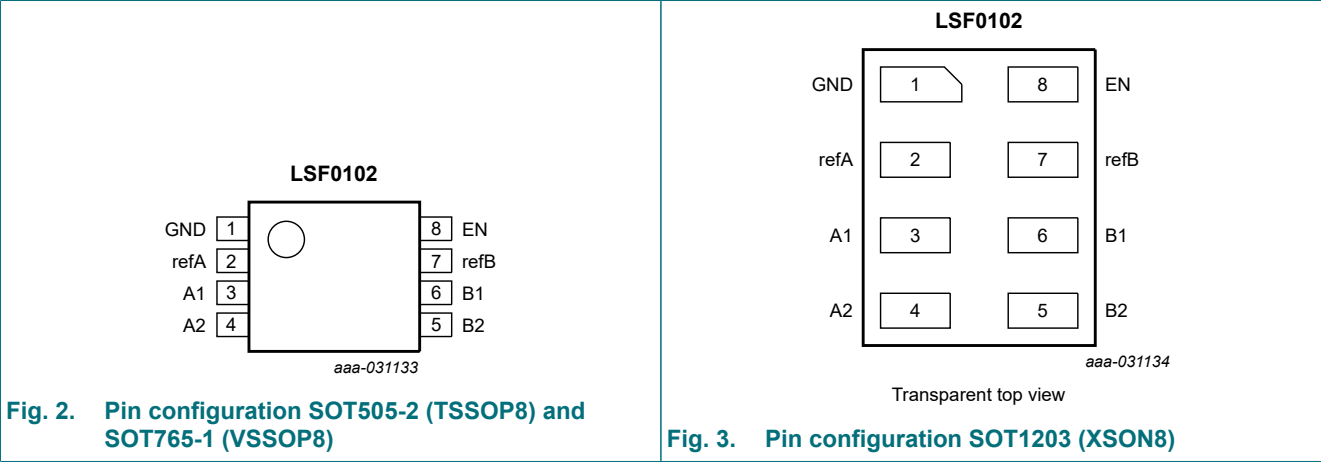 LSF0102
GND 1 8 EN
refA 2 7 refB
A1 3 6 B1
A2 4 5 B2
aaa-031133
Fig. 2. Pin configuration SOT505-2 (TSSOP8) and
SOT765-1 (VSSOP8)
LSF0102
GND 1 8 EN
refA 2 7 refB
A1 3 6 B1
A2 4 5 B2
aaa-031134
Transparent top view
Fig. 3. Pin configuration SOT1203 (XSON8)